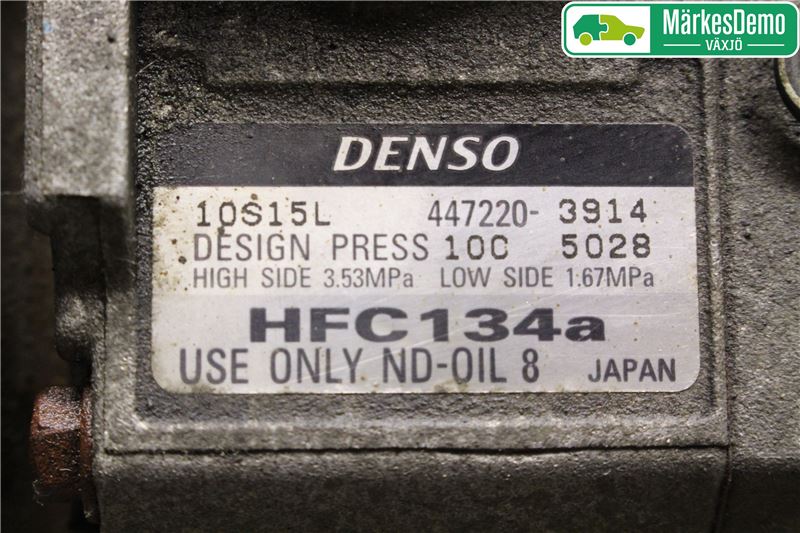 MärkesDemo
VÄXJÖ
DENSO
10S15L 447220- 3914
DESIGN PRESS 10C 5028
HIGH SIDE 3.53MPa LOW SIDE 1.67MPa
HFC134a
USE ONLY ND-OIL 8 JAPAN